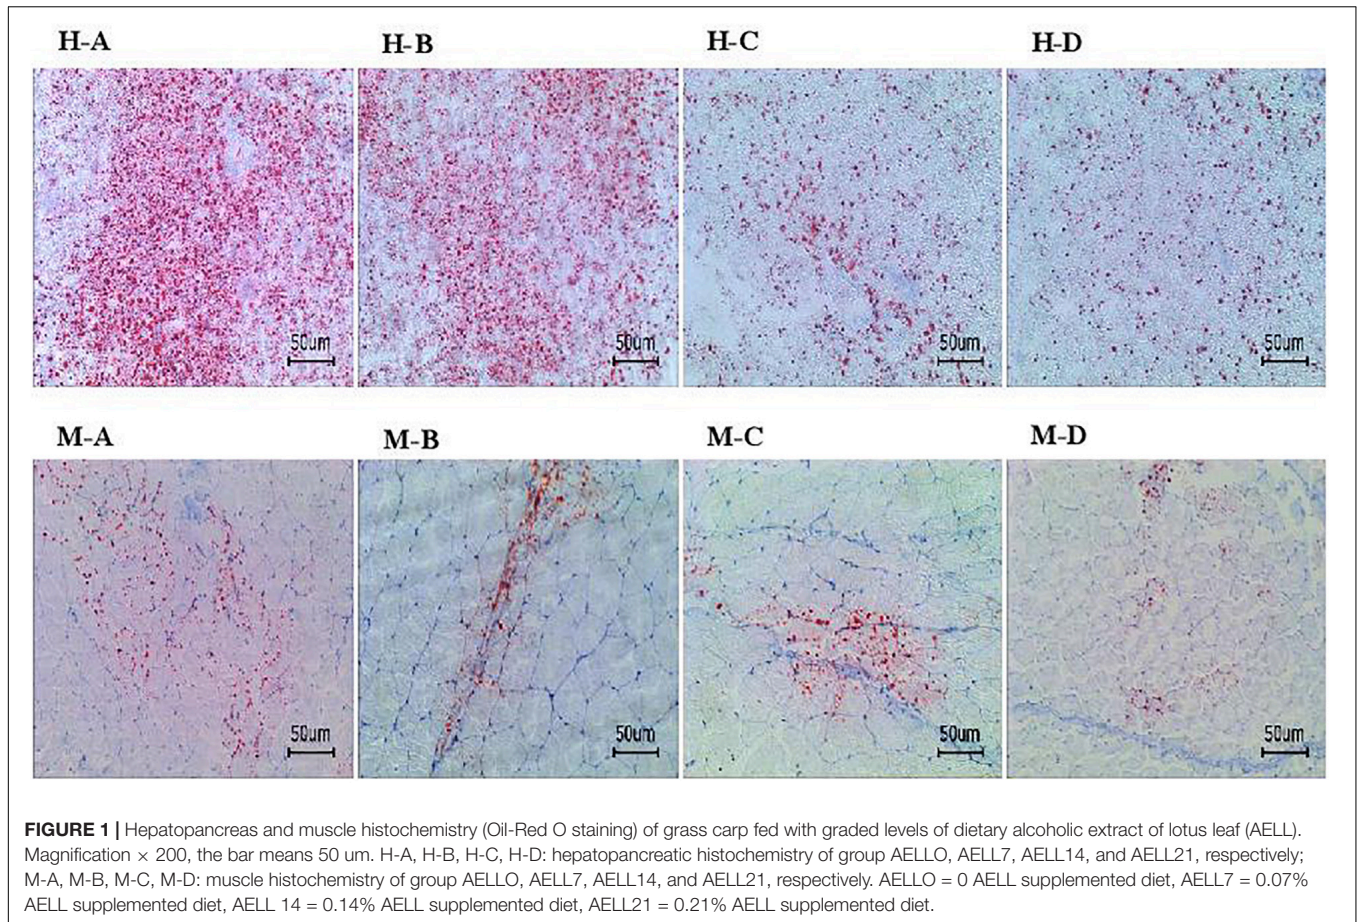 H-A H-B H-C H-D
50um 50um 50um 50um
M-A M-B M-C M-D
50um 50um 50um 50um
FIGURE 1 | Hepatopancreas and muscle histochemistry (Oil-Red O staining) of grass carp fed with graded levels of dietary alcoholic extract of lotus leaf (AELL).
Magnification × 200, the bar means 50 um. H-A, H-B, H-C, H-D: hepatopancreatic histochemistry of group AELLO, AELL7, AELL14, and AELL21, respectively;
M-A, M-B, M-C, M-D: muscle histochemistry of group AELLO, AELL7, AELL14, and AELL21, respectively. AELLO = 0 AELL supplemented diet, AELL7 = 0.07%
AELL supplemented diet, AELL 14 = 0.14% AELL supplemented diet, AELL21 = 0.21% AELL supplemented diet.